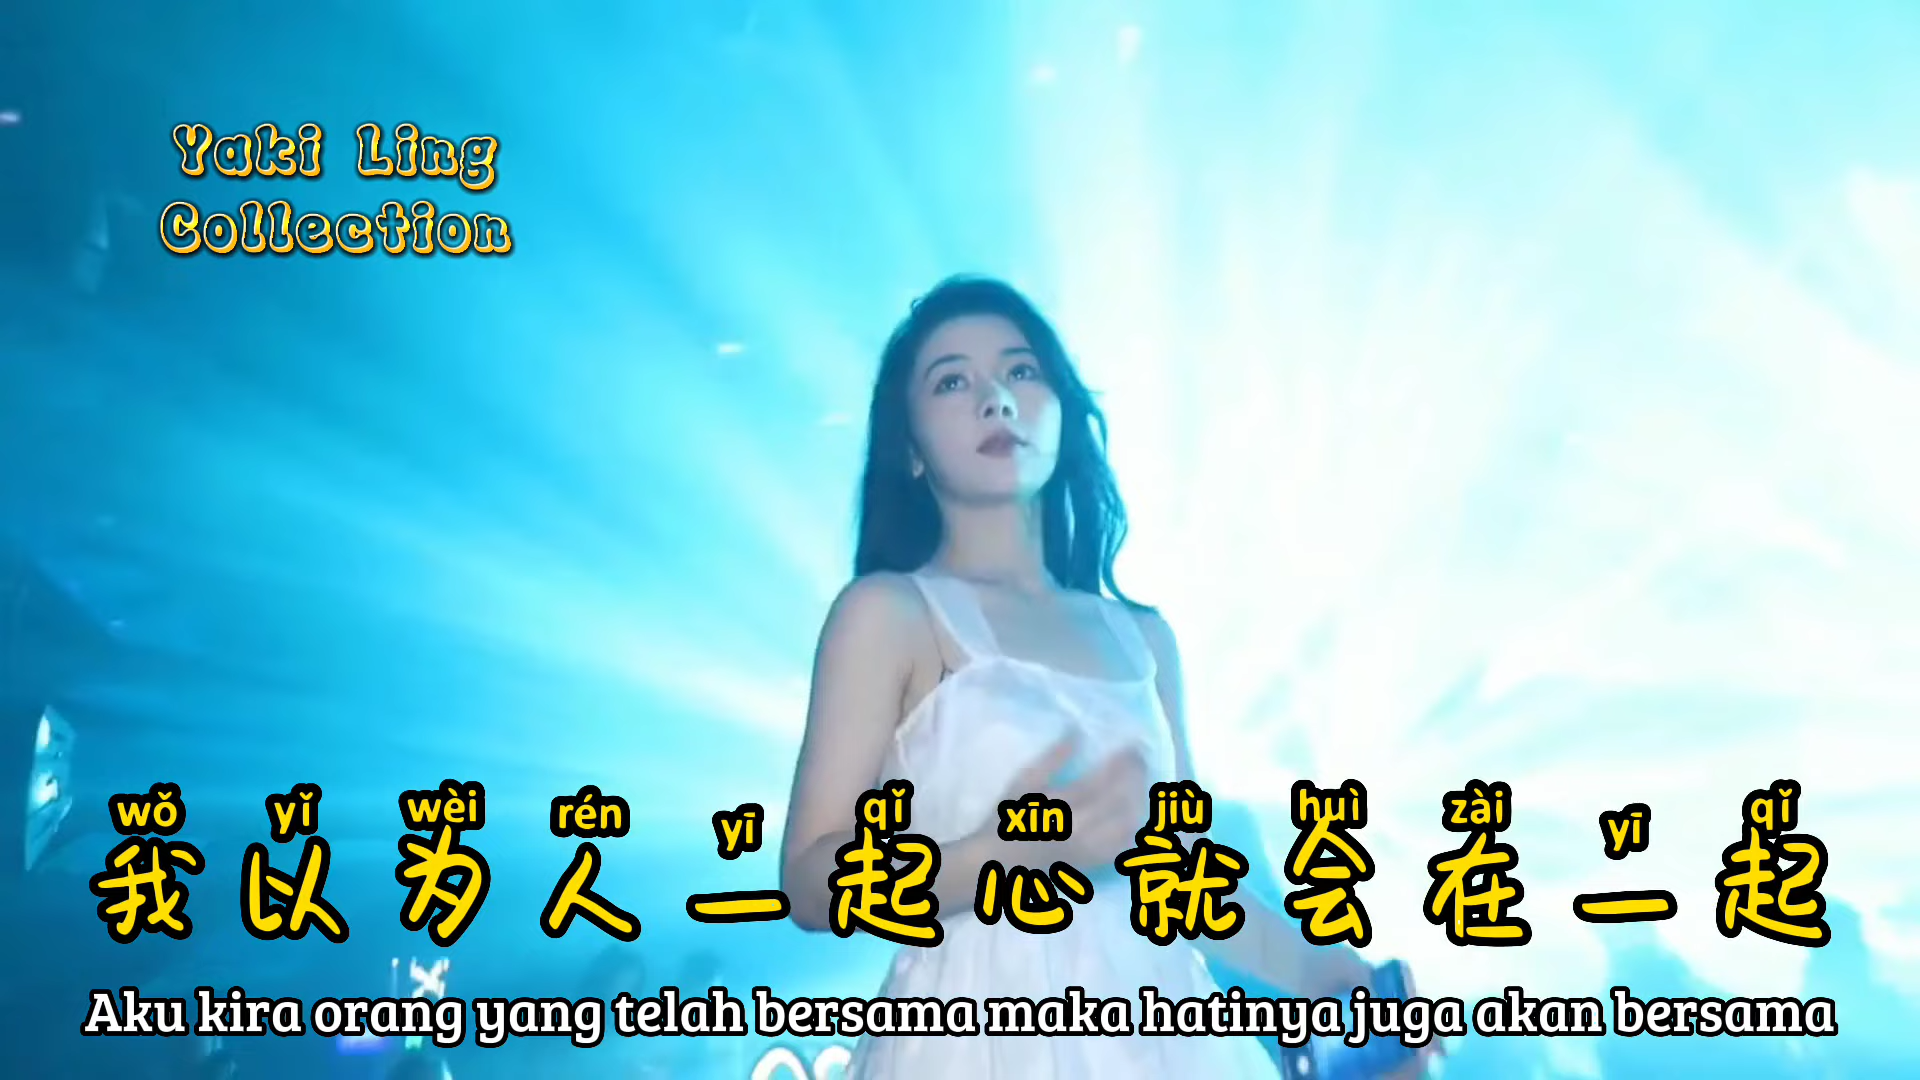 Yaki Ling
Collection
wǒ yǐ wèi rén yī qǐ xīn jiù huì zài yī qǐ
我以为人一起心就会在一起
Aku kira orang yang telah bersama maka hatinya juga akan bersama